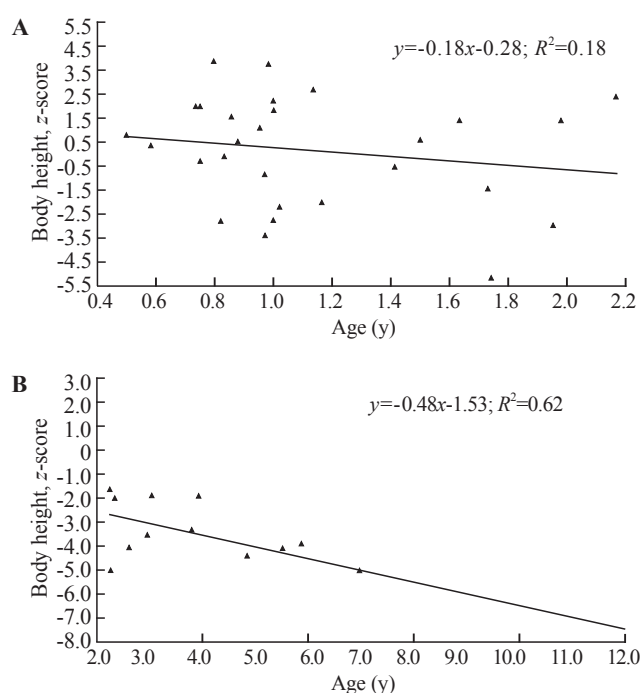 A
y=-0.18x-0.28; R²=0.18
Body height, z-score
5.5
4.5
3.5
2.5
1.5
0.5
-0.5
-1.5
-2.5
-3.5
-4.5
-5.5
0.4 0.6 0.8 1.0 1.2 1.4 1.6 1.8 2.0 2.2
Age (y)
B
y=-0.48x-1.53; R²=0.62
Body height, z-score
3.0
2.0
1.0
0
-1.0
-2.0
-3.0
-4.0
-5.0
-6.0
-7.0
-8.0
2.0 3.0 4.0 5.0 6.0 7.0 8.0 9.0 10.0 11.0 12.0
Age (y)